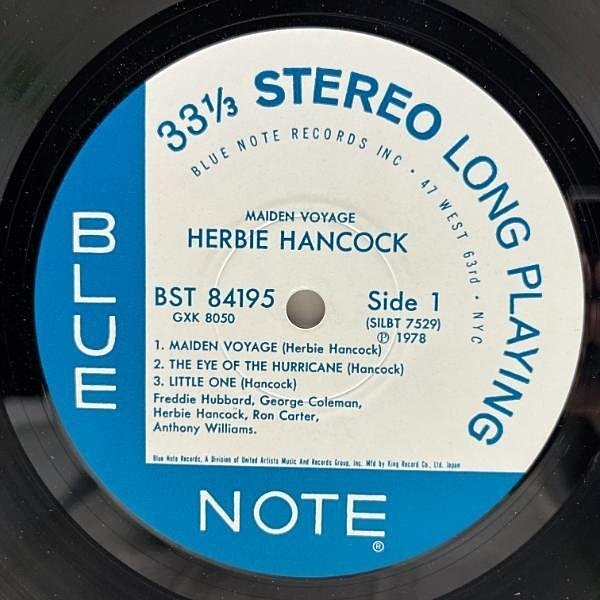 33⅓ STEREO LONG PLAYING
BLUE NOTE RECORDS INC · 47 WEST 63rd · NYC
MAIDEN VOYAGE
HERBIE HANCOCK
BST 84195
GXK 8050
Side 1
(SILBT 7529)
℗ 1978
1. MAIDEN VOYAGE (Herbie Hancock)
2. THE EYE OF THE HURRICANE (Hancock)
3. LITTLE ONE (Hancock)
Freddie Hubbard, George Coleman,
Herbie Hancock, Ron Carter,
Anthony Williams.
Blue Note Records, A Division of United Artists Music And Records Group, Inc. Mfd by King Record Co., Ltd. Japan
BLUE
NOTE®